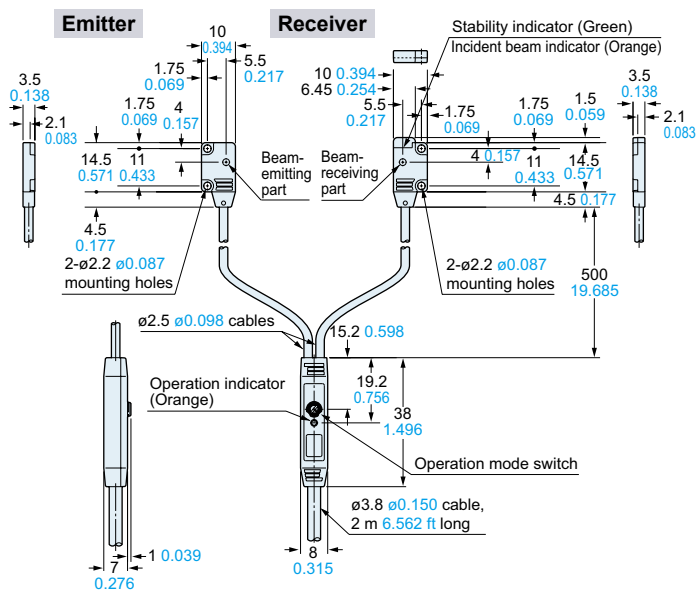 Emitter
Receiver
Stability indicator (Green)
Incident beam indicator (Orange)
10
0.394
5.5
0.217
1.75
0.069
4
0.157
3.5
0.138
2.1
0.083
1.75
0.069
14.5
0.571
11
0.433
4.5
0.177
Beam-
emitting
part
2-ø2.2 ø0.087
mounting holes
10 0.394
6.45 0.254
5.5
0.217
1.75
0.069
1.75
0.069
1.5
0.059
3.5
0.138
2.1
0.083
Beam-
receiving
part
4 0.157
11
0.433
14.5
0.571
4.5 0.177
2-ø2.2 ø0.087
mounting holes
500
19.685
ø2.5 ø0.098 cables
15.2 0.598
Operation indicator
(Orange)
19.2
0.756
38
1.496
Operation mode switch
ø3.8 ø0.150 cable,
2 m 6.562 ft long
1 0.039
7
0.276
8
0.315